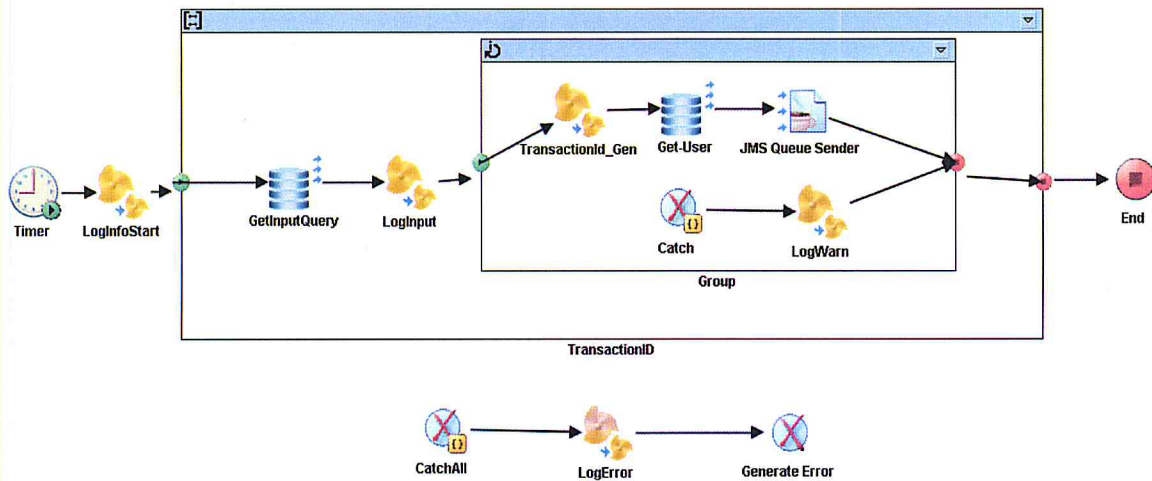 TransactionId_Gen
Get-User
JMS Queue Sender
Timer
LogInfoStart
GetInputQuery
LogInput
Catch
LogWarn
End
Group
TransactionID
CatchAll
LogError
Generate Error